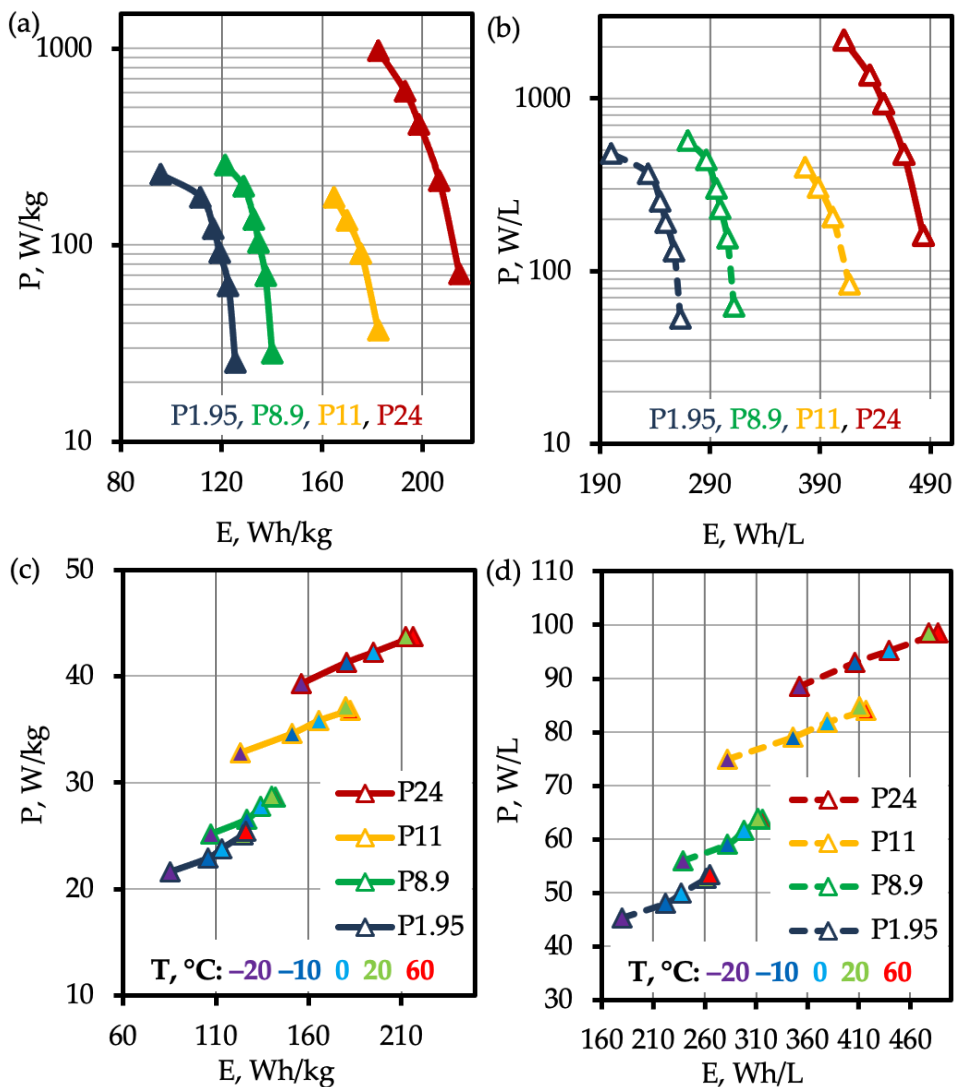 (a)
P, W/kg
1000
100
10
80 120 160 200
E, Wh/kg
P1.95, P8.9, P11, P24
(b)
P, W/L
1000
100
10
190 290 390 490
E, Wh/L
P1.95, P8.9, P11, P24
(c)
P, W/kg
50
40
30
20
10
60 110 160 210
E, Wh/kg
P24
P11
P8.9
P1.95
T, °C: –20 –10 0 20 60
(d)
P, W/L
110
100
90
80
70
60
50
40
30
160 210 260 310 360 410 460
E, Wh/L
P24
P11
P8.9
P1.95
T, °C: –20 –10 0 20 60